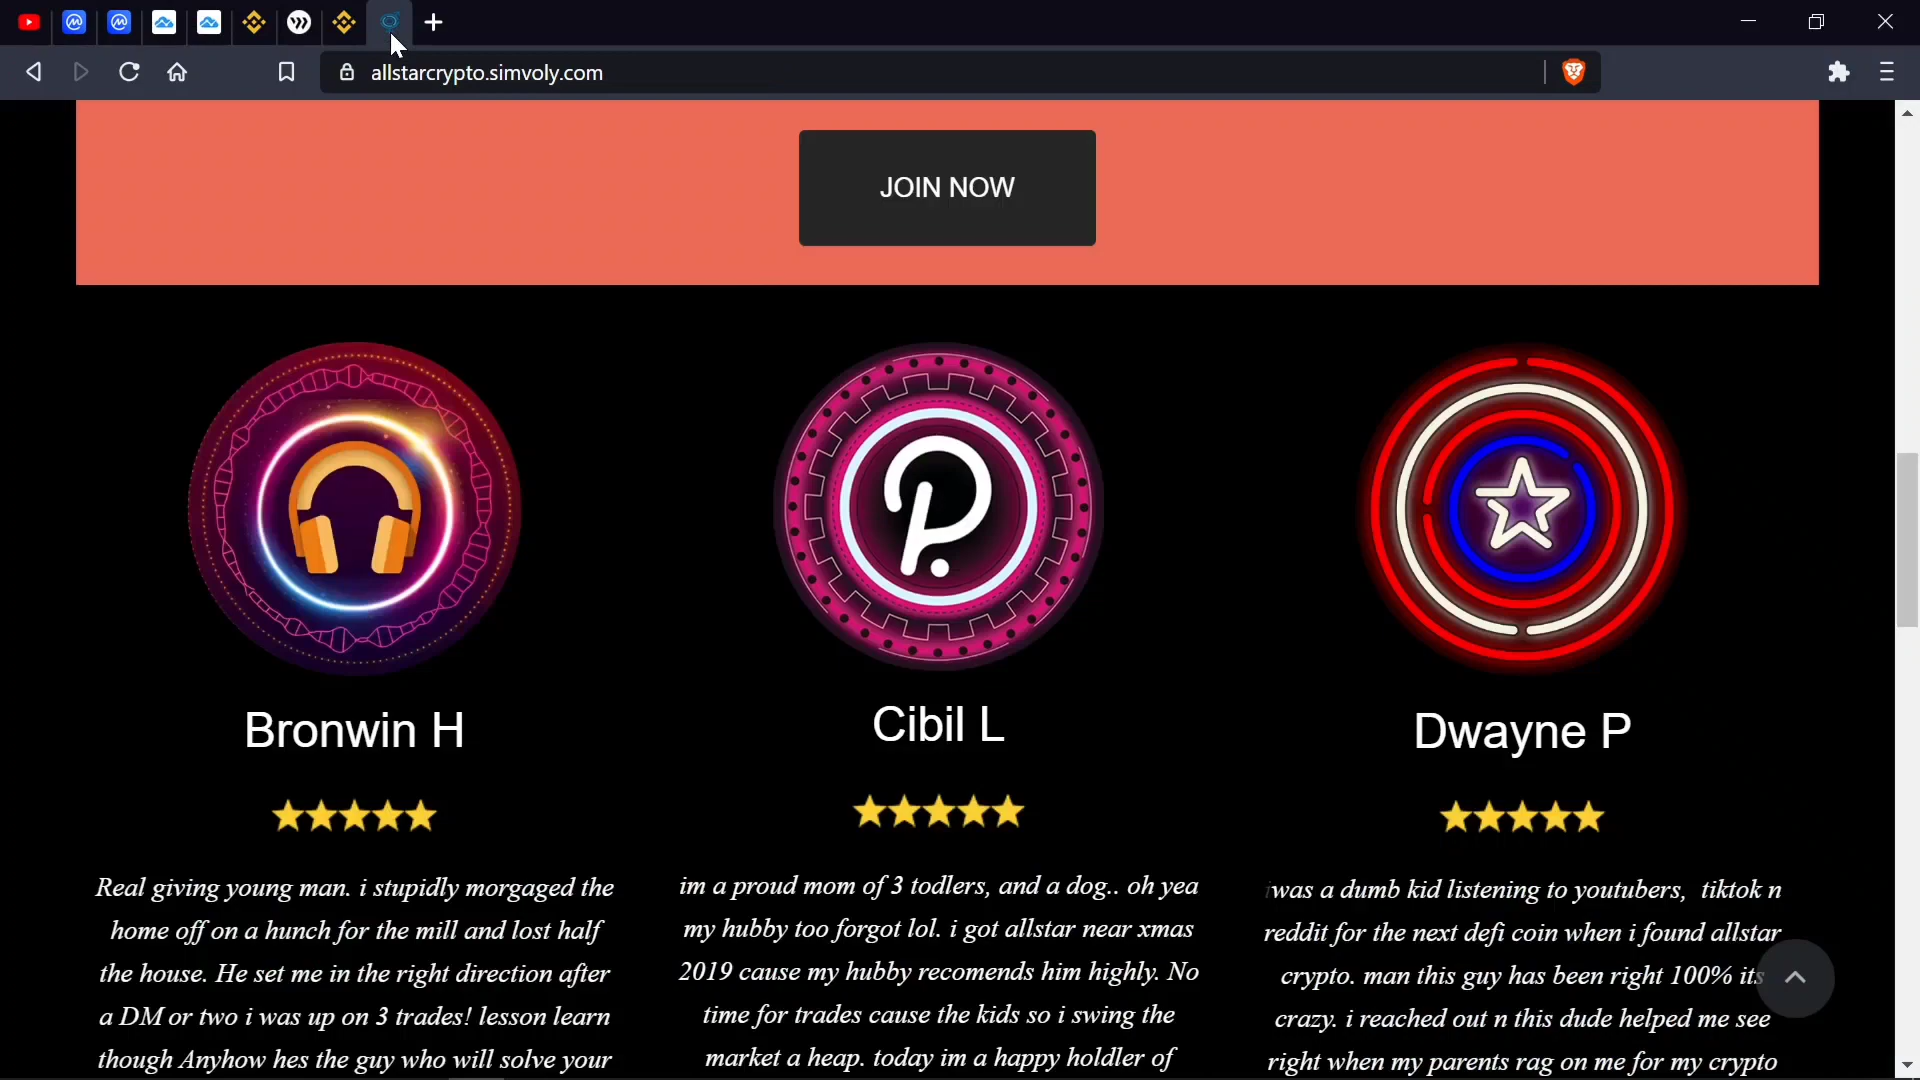 allstarcrypto.simvoly.com
JOIN NOW
Bronwin H
Real giving young man. i stupidly morgaged the
home off on a hunch for the mill and lost half
the house. He set me in the right direction after
a DM or two i was up on 3 trades! lesson learn
though Anyhow hes the guy who will solve your
Cibil L
im a proud mom of 3 todlers, and a dog.. oh yea
my hubby too forgot lol. i got allstar near xmas
2019 cause my hubby recomends him highly. No
time for trades cause the kids so i swing the
market a heap. today im a happy holdler of
Dwayne P
was a dumb kid listening to youtubers, tiktok n
reddit for the next defi coin when i found allstar
crypto. man this guy has been right 100% its
crazy. i reached out n this dude helped me see
right when my parents rag on me for my crypto